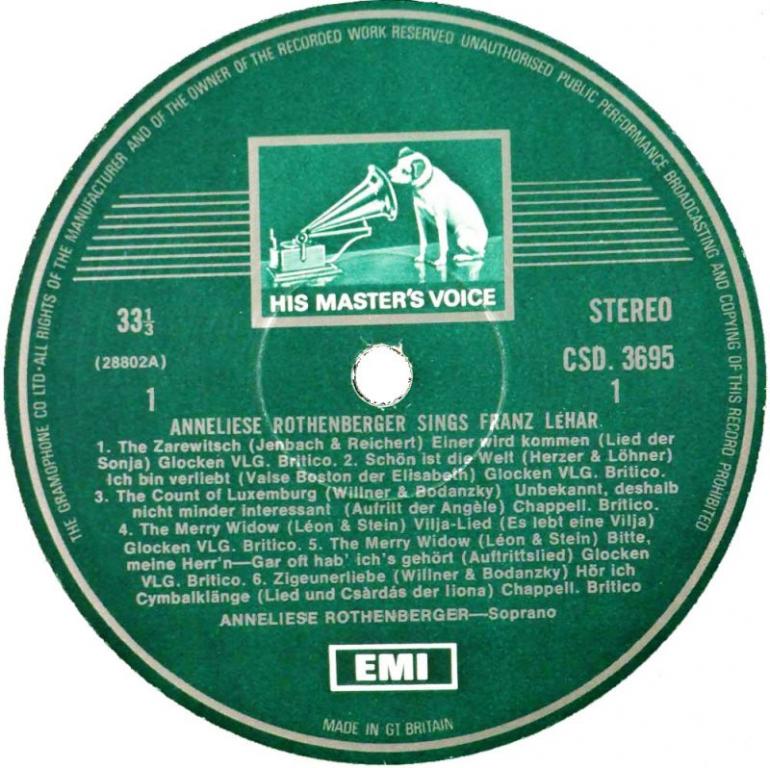 THE GRAMOPHONE CO LTD·ALL RIGHTS OF THE MANUFACTURER AND OF THE OWNER OF THE RECORDED WORK RESERVED UNAUTHORISED PUBLIC PERFORMANCE BROADCASTING AND COPYING OF THIS RECORD PROHIBITED
HIS MASTER'S VOICE
33⅓
STEREO
(28802A)
CSD. 3695
1
1
ANNELIESE ROTHENBERGER SINGS FRANZ LÉHAR
1. The Zarewitsch (Jenbach & Reichert) Einer wird kommen (Lied der
Sonja) Glocken VLG. Britico. 2. Schön ist die Welt (Herzer & Löhner)
Ich bin verliebt (Valse Boston der Elisabeth) Glocken VLG. Britico.
3. The Count of Luxemburg (Willner & Bodanzky) Unbekannt, deshalb
nicht minder interessant (Aufritt der Angèle) Chappell. Britico.
4. The Merry Widow (Léon & Stein) Vilja-Lied (Es lebt eine Vilja)
Glocken VLG. Britico. 5. The Merry Widow (Léon & Stein) Bitte,
meine Herr'n—Gar oft hab' ich's gehört (Auftrittslied) Glocken
VLG. Britico. 6. Zigeunerliebe (Willner & Bodanzky) Hör ich
Cymbalklänge (Lied und Csàrdás der Ilona) Chappell. Britico
ANNELIESE ROTHENBERGER—Soprano
EMI
MADE IN GT BRITAIN